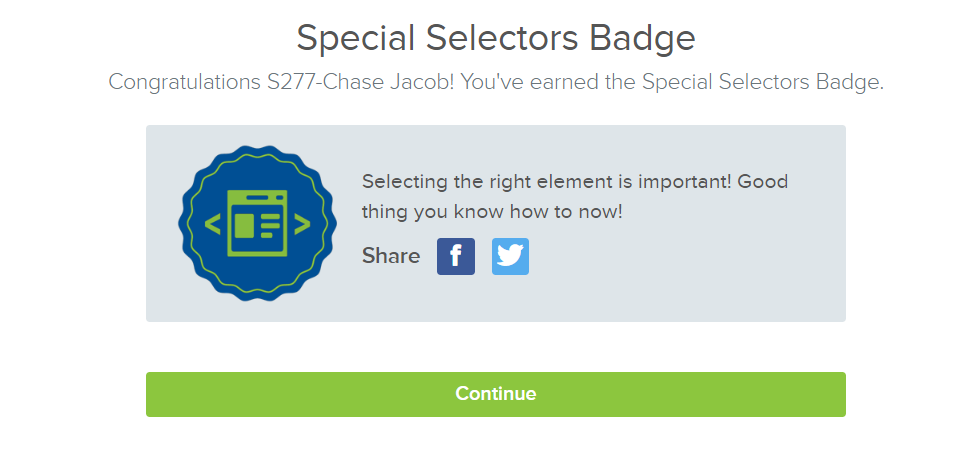 Special Selectors Badge
Congratulations S277-Chase Jacob! You've earned the Special Selectors Badge.
Selecting the right element is important! Good
thing you know how to now!
Share
Continue